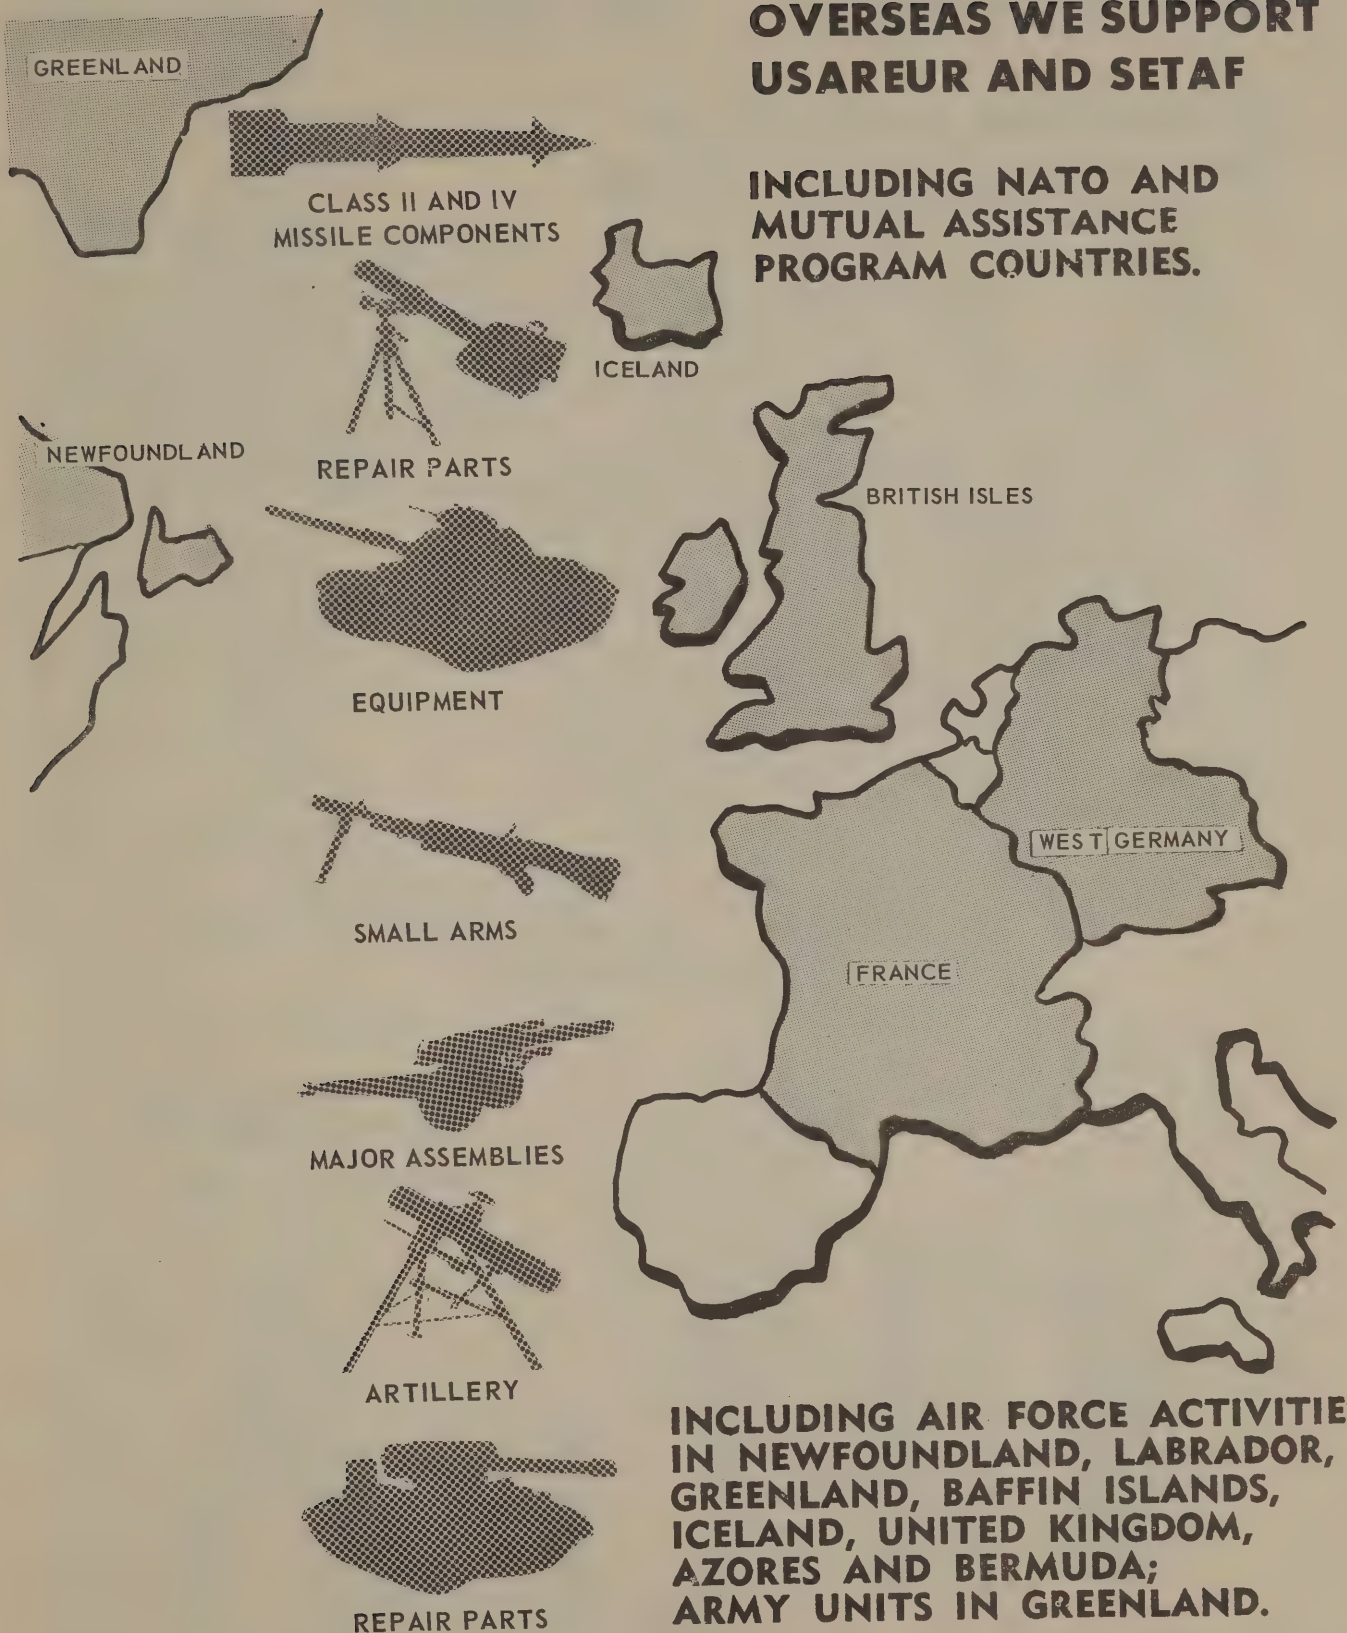 OVERSEAS WE SUPPORT
USAREUR AND SETAF
INCLUDING NATO AND
MUTUAL ASSISTANCE
PROGRAM COUNTRIES.
GREENLAND
CLASS II AND IV
MISSILE COMPONENTS
ICELAND
NEWFOUNDLAND
REPAIR PARTS
BRITISH ISLES
EQUIPMENT
WEST GERMANY
SMALL ARMS
FRANCE
MAJOR ASSEMBLIES
ARTILLERY
REPAIR PARTS
INCLUDING AIR FORCE ACTIVITIE
IN NEWFOUNDLAND, LABRADOR,
GREENLAND, BAFFIN ISLANDS,
ICELAND, UNITED KINGDOM,
AZORES AND BERMUDA;
ARMY UNITS IN GREENLAND.